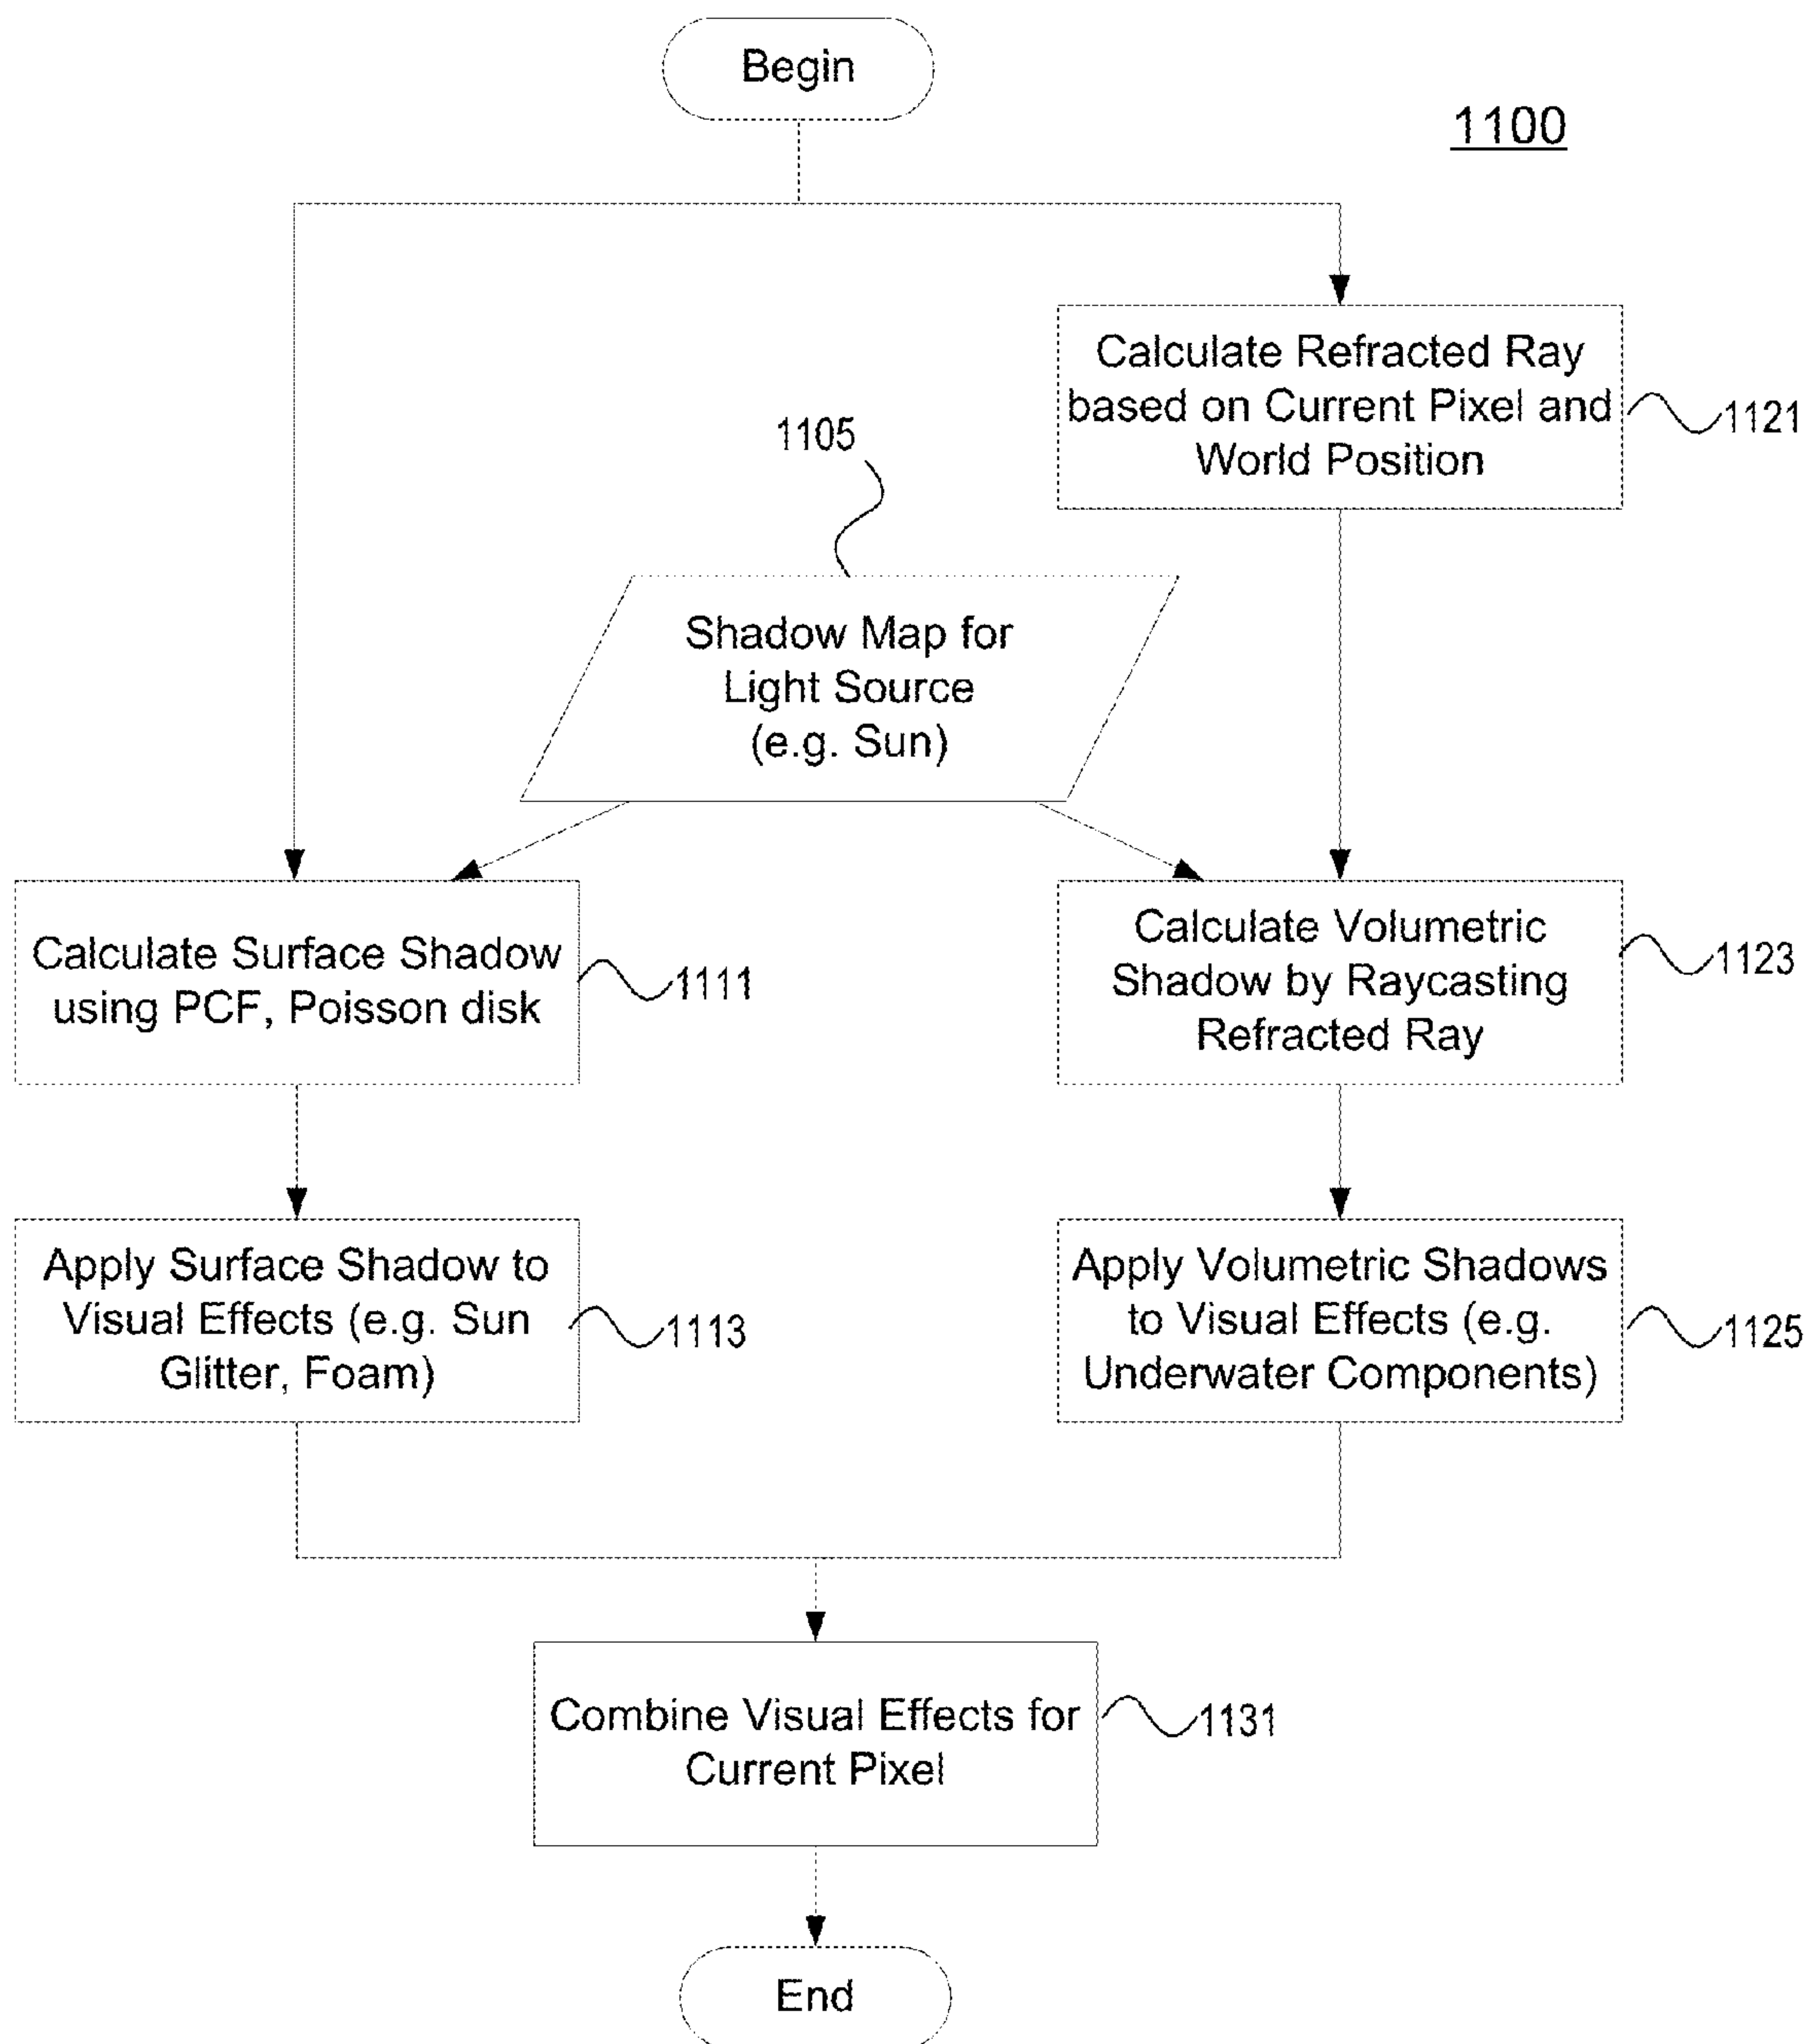 Begin
1100
Calculate Refracted Ray
based on Current Pixel and
World Position
1121
1105
Shadow Map for
Light Source
(e.g. Sun)
Calculate Surface Shadow
using PCF, Poisson disk
1111
Calculate Volumetric
Shadow by Raycasting
Refracted Ray
1123
Apply Surface Shadow to
Visual Effects (e.g. Sun
Glitter, Foam)
1113
Apply Volumetric Shadows
to Visual Effects (e.g.
Underwater Components)
1125
Combine Visual Effects for
Current Pixel
1131
End